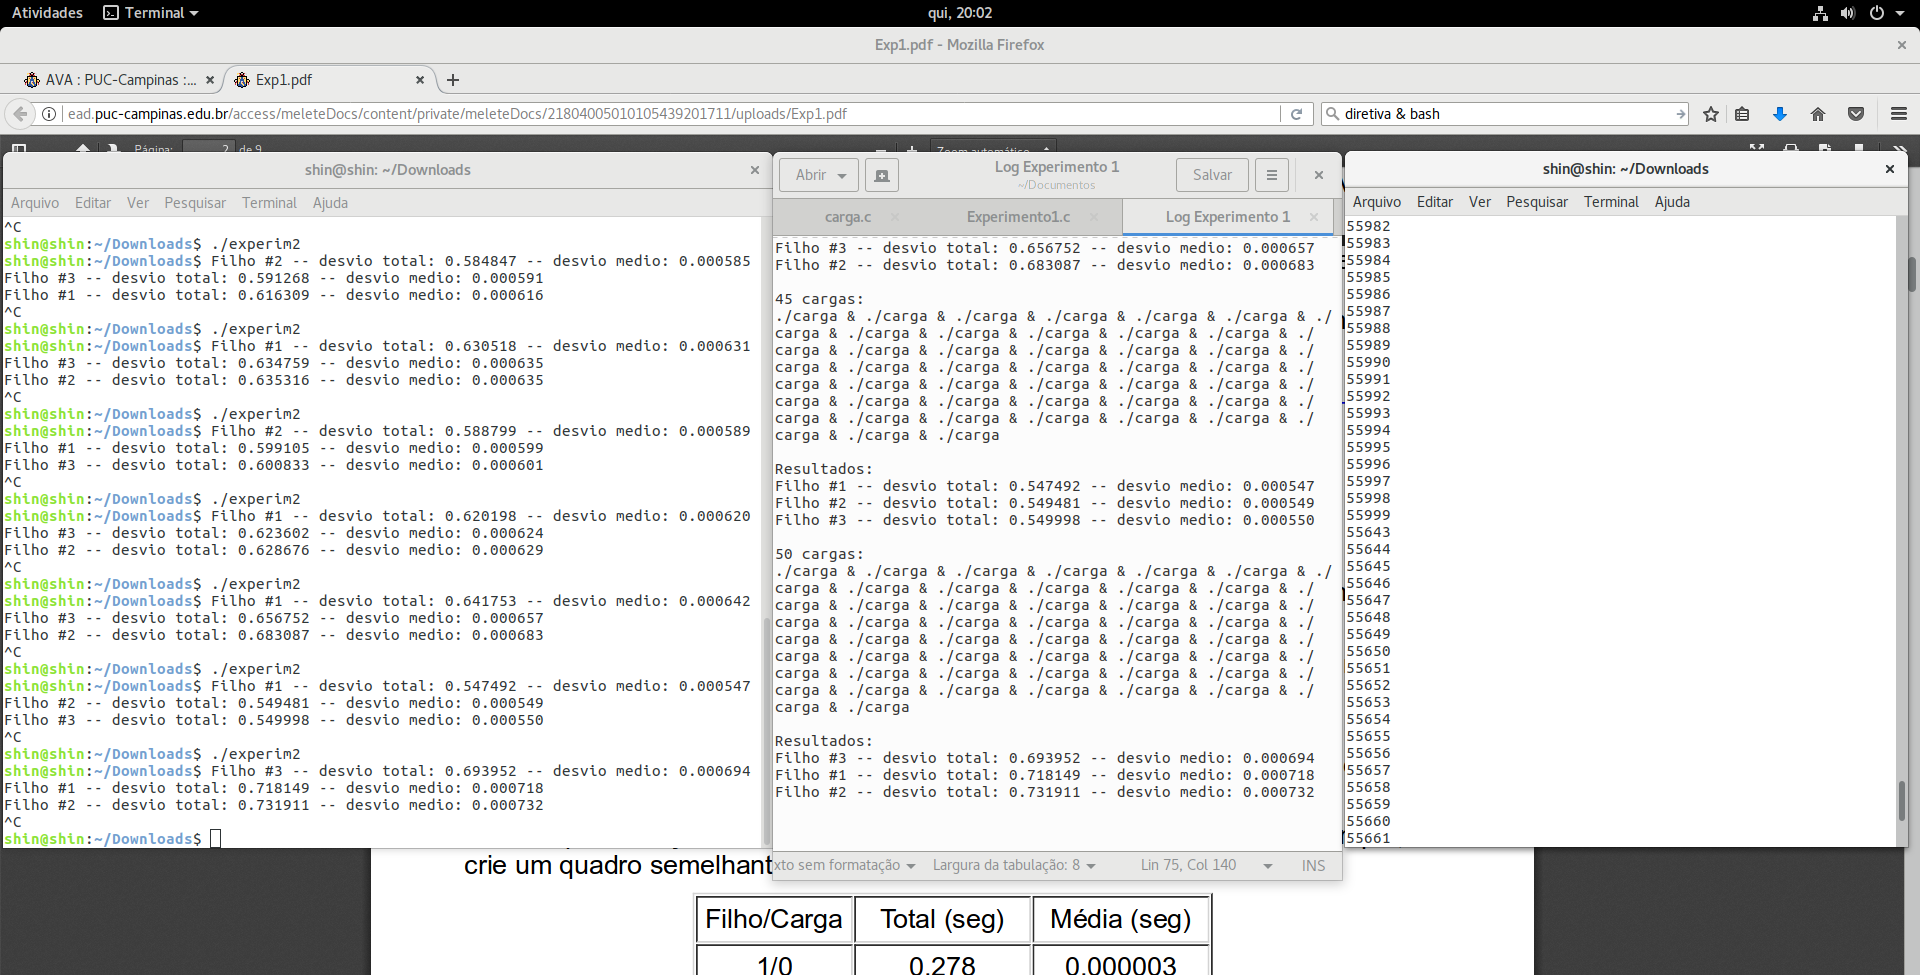 Atividades Terminal qui, 20:02
Exp1.pdf - Mozilla Firefox
AVA : PUC-Campinas :... Exp1.pdf
ead.puc-campinas.edu.br/access/meleteDocs/content/private/meleteDocs/21804005010105439201711/uploads/Exp1.pdf diretiva & bash
Página: 2 de 9 Zoom automático
shin@shin: ~/Downloads
Arquivo Editar Ver Pesquisar Terminal Ajuda
^C
shin@shin:~/Downloads$ ./experim2
shin@shin:~/Downloads$ Filho #2 -- desvio total: 0.584847 -- desvio medio: 0.000585
Filho #3 -- desvio total: 0.591268 -- desvio medio: 0.000591
Filho #1 -- desvio total: 0.616309 -- desvio medio: 0.000616
^C
shin@shin:~/Downloads$ ./experim2
shin@shin:~/Downloads$ Filho #1 -- desvio total: 0.630518 -- desvio medio: 0.000631
Filho #3 -- desvio total: 0.634759 -- desvio medio: 0.000635
Filho #2 -- desvio total: 0.635316 -- desvio medio: 0.000635
^C
shin@shin:~/Downloads$ ./experim2
shin@shin:~/Downloads$ Filho #2 -- desvio total: 0.588799 -- desvio medio: 0.000589
Filho #1 -- desvio total: 0.599105 -- desvio medio: 0.000599
Filho #3 -- desvio total: 0.600833 -- desvio medio: 0.000601
^C
shin@shin:~/Downloads$ ./experim2
shin@shin:~/Downloads$ Filho #1 -- desvio total: 0.620198 -- desvio medio: 0.000620
Filho #3 -- desvio total: 0.623602 -- desvio medio: 0.000624
Filho #2 -- desvio total: 0.628676 -- desvio medio: 0.000629
^C
shin@shin:~/Downloads$ ./experim2
shin@shin:~/Downloads$ Filho #1 -- desvio total: 0.641753 -- desvio medio: 0.000642
Filho #3 -- desvio total: 0.656752 -- desvio medio: 0.000657
Filho #2 -- desvio total: 0.683087 -- desvio medio: 0.000683
^C
shin@shin:~/Downloads$ ./experim2
shin@shin:~/Downloads$ Filho #1 -- desvio total: 0.547492 -- desvio medio: 0.000547
Filho #2 -- desvio total: 0.549481 -- desvio medio: 0.000549
Filho #3 -- desvio total: 0.549998 -- desvio medio: 0.000550
^C
shin@shin:~/Downloads$ ./experim2
shin@shin:~/Downloads$ Filho #3 -- desvio total: 0.693952 -- desvio medio: 0.000694
Filho #1 -- desvio total: 0.718149 -- desvio medio: 0.000718
Filho #2 -- desvio total: 0.731911 -- desvio medio: 0.000732
^C
shin@shin:~/Downloads$
Abrir Log Experimento 1 Salvar
~/Documentos
carga.c Experimento1.c Log Experimento 1
Filho #3 -- desvio total: 0.656752 -- desvio medio: 0.000657
Filho #2 -- desvio total: 0.683087 -- desvio medio: 0.000683
45 cargas:
./carga & ./carga & ./carga & ./carga & ./carga & ./carga & ./
carga & ./carga & ./carga & ./carga & ./carga & ./carga & ./
carga & ./carga & ./carga & ./carga & ./carga & ./carga & ./
carga & ./carga & ./carga & ./carga & ./carga & ./carga & ./
carga & ./carga & ./carga & ./carga & ./carga & ./carga & ./
carga & ./carga & ./carga & ./carga & ./carga & ./carga & ./
carga & ./carga & ./carga & ./carga & ./carga & ./carga & ./
carga & ./carga & ./carga
Resultados:
Filho #1 -- desvio total: 0.547492 -- desvio medio: 0.000547
Filho #2 -- desvio total: 0.549481 -- desvio medio: 0.000549
Filho #3 -- desvio total: 0.549998 -- desvio medio: 0.000550
50 cargas:
./carga & ./carga & ./carga & ./carga & ./carga & ./carga & ./
carga & ./carga & ./carga & ./carga & ./carga & ./carga & ./
carga & ./carga & ./carga & ./carga & ./carga & ./carga & ./
carga & ./carga & ./carga & ./carga & ./carga & ./carga & ./
carga & ./carga & ./carga & ./carga & ./carga & ./carga & ./
carga & ./carga & ./carga & ./carga & ./carga & ./carga & ./
carga & ./carga & ./carga & ./carga & ./carga & ./carga & ./
carga & ./carga & ./carga & ./carga & ./carga & ./carga & ./
carga & ./carga
Resultados:
Filho #3 -- desvio total: 0.693952 -- desvio medio: 0.000694
Filho #1 -- desvio total: 0.718149 -- desvio medio: 0.000718
Filho #2 -- desvio total: 0.731911 -- desvio medio: 0.000732
xto sem formatação Largura da tabulação: 8 Lin 75, Col 140 INS
shin@shin: ~/Downloads
Arquivo Editar Ver Pesquisar Terminal Ajuda
55982
55983
55984
55985
55986
55987
55988
55989
55990
55991
55992
55993
55994
55995
55996
55997
55998
55999
55643
55644
55645
55646
55647
55648
55649
55650
55651
55652
55653
55654
55655
55656
55657
55658
55659
55660
55661
crie um quadro semelhant
Filho/Carga Total (seg) Média (seg)
1/0 0.278 0.000003